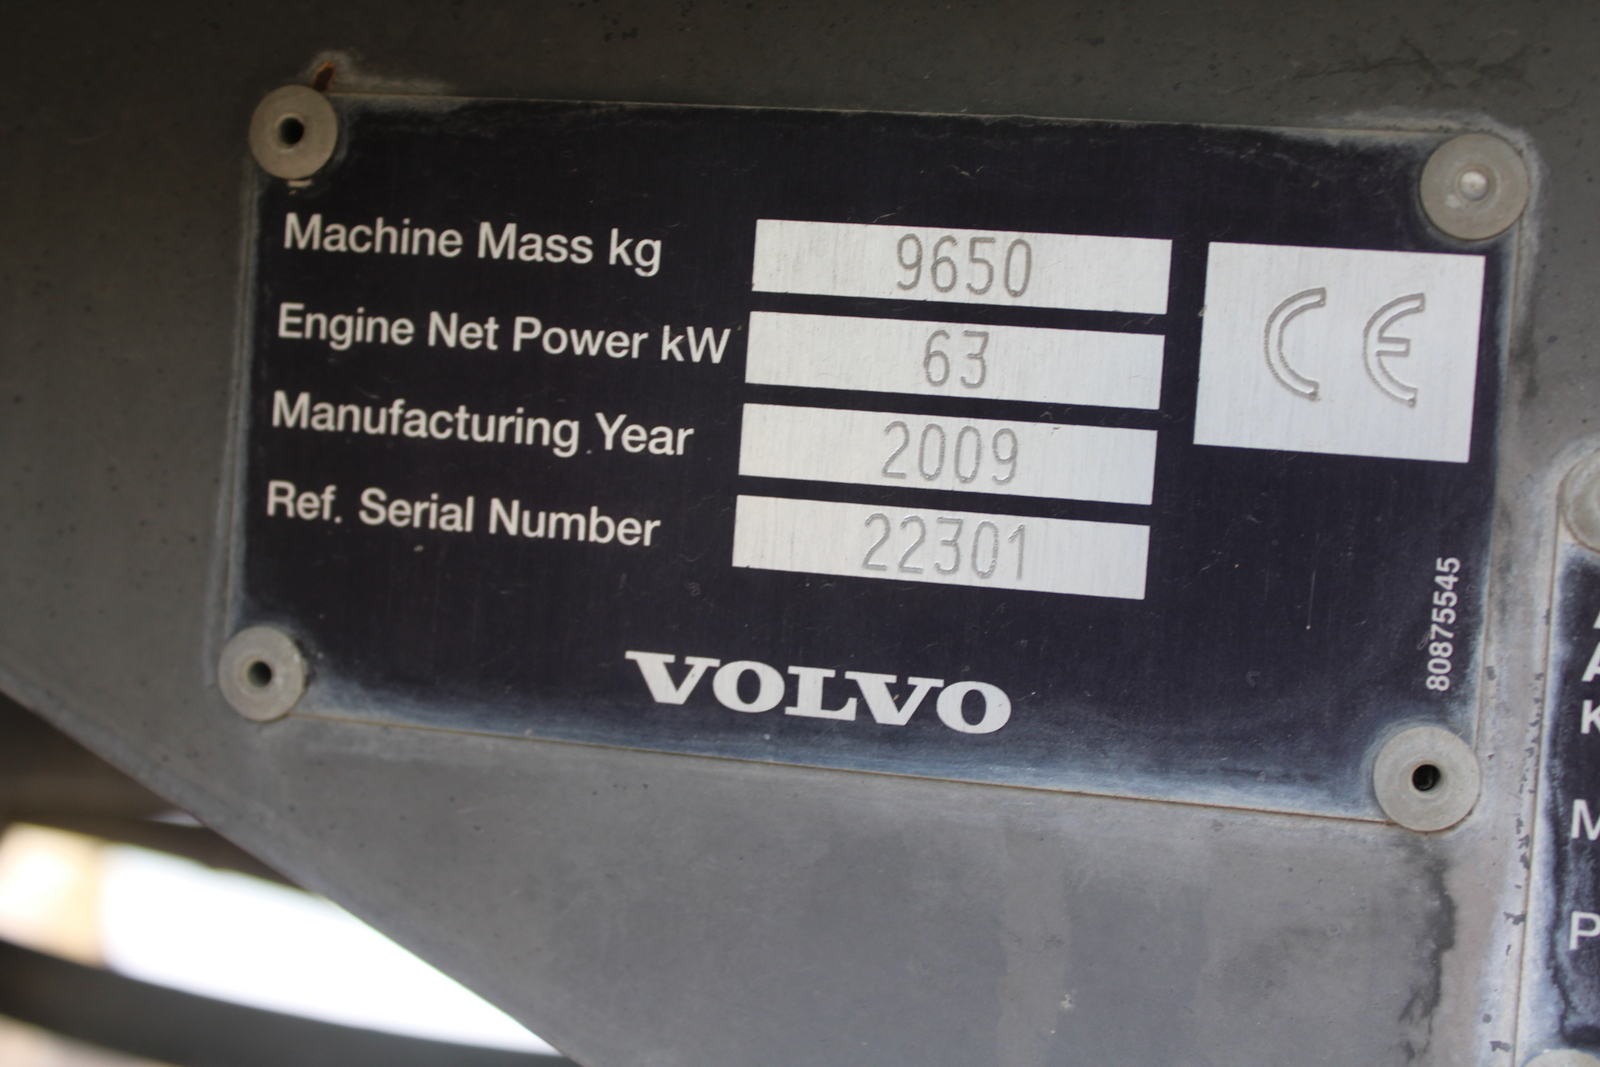 Machine Mass kg 9650
Engine Net Power kW 63
Manufacturing Year 2009
Ref. Serial Number 22301
CE
80875545
VOLVO
K
M
P